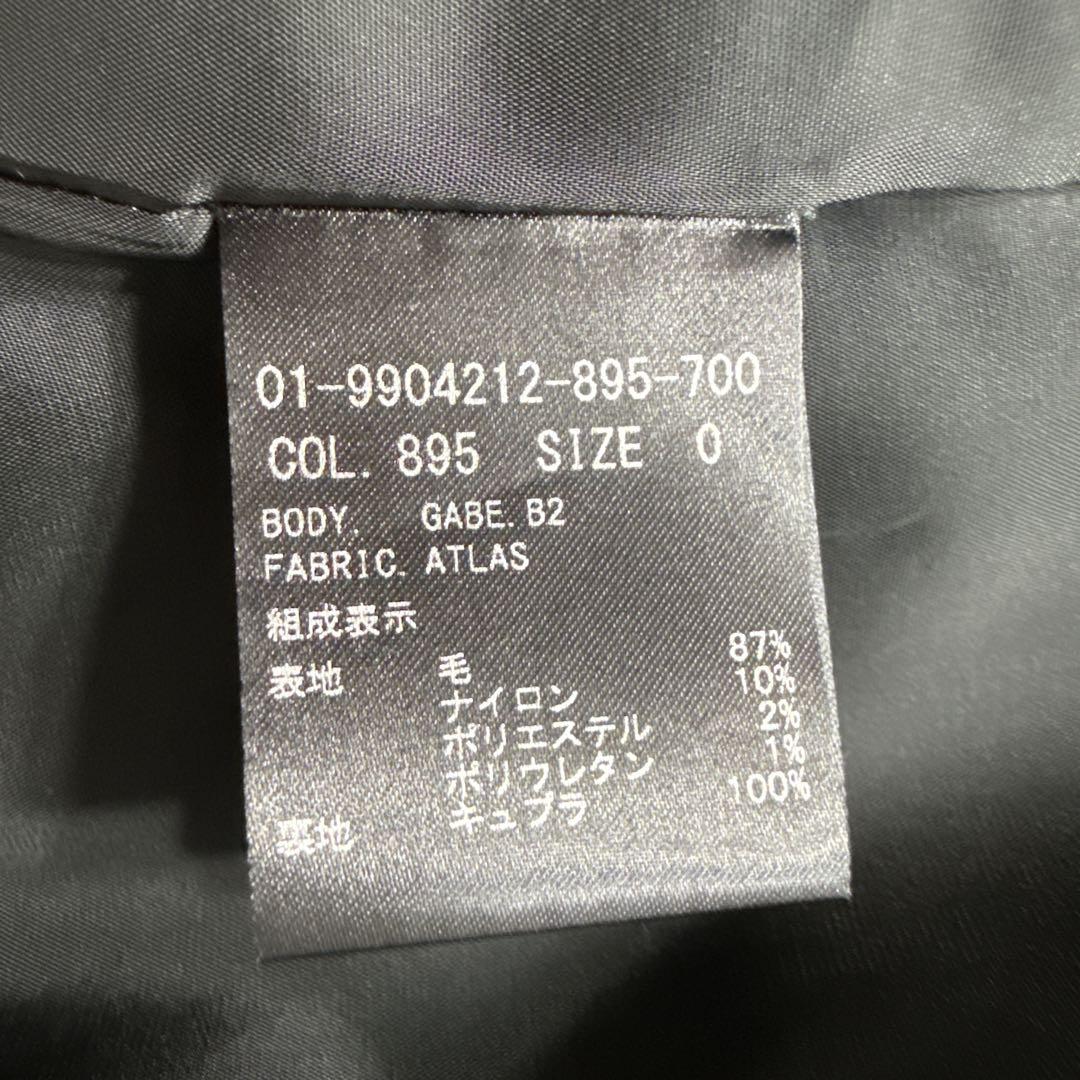 01-9904212-895-700
COL. 895 SIZE 0
BODY. GABE. B2
FABRIC. ATLAS
組成表示
表地 毛 87%
ナイロン 10%
ポリエステル 2%
ポリウレタン 1%
裏地 キュプラ 100%